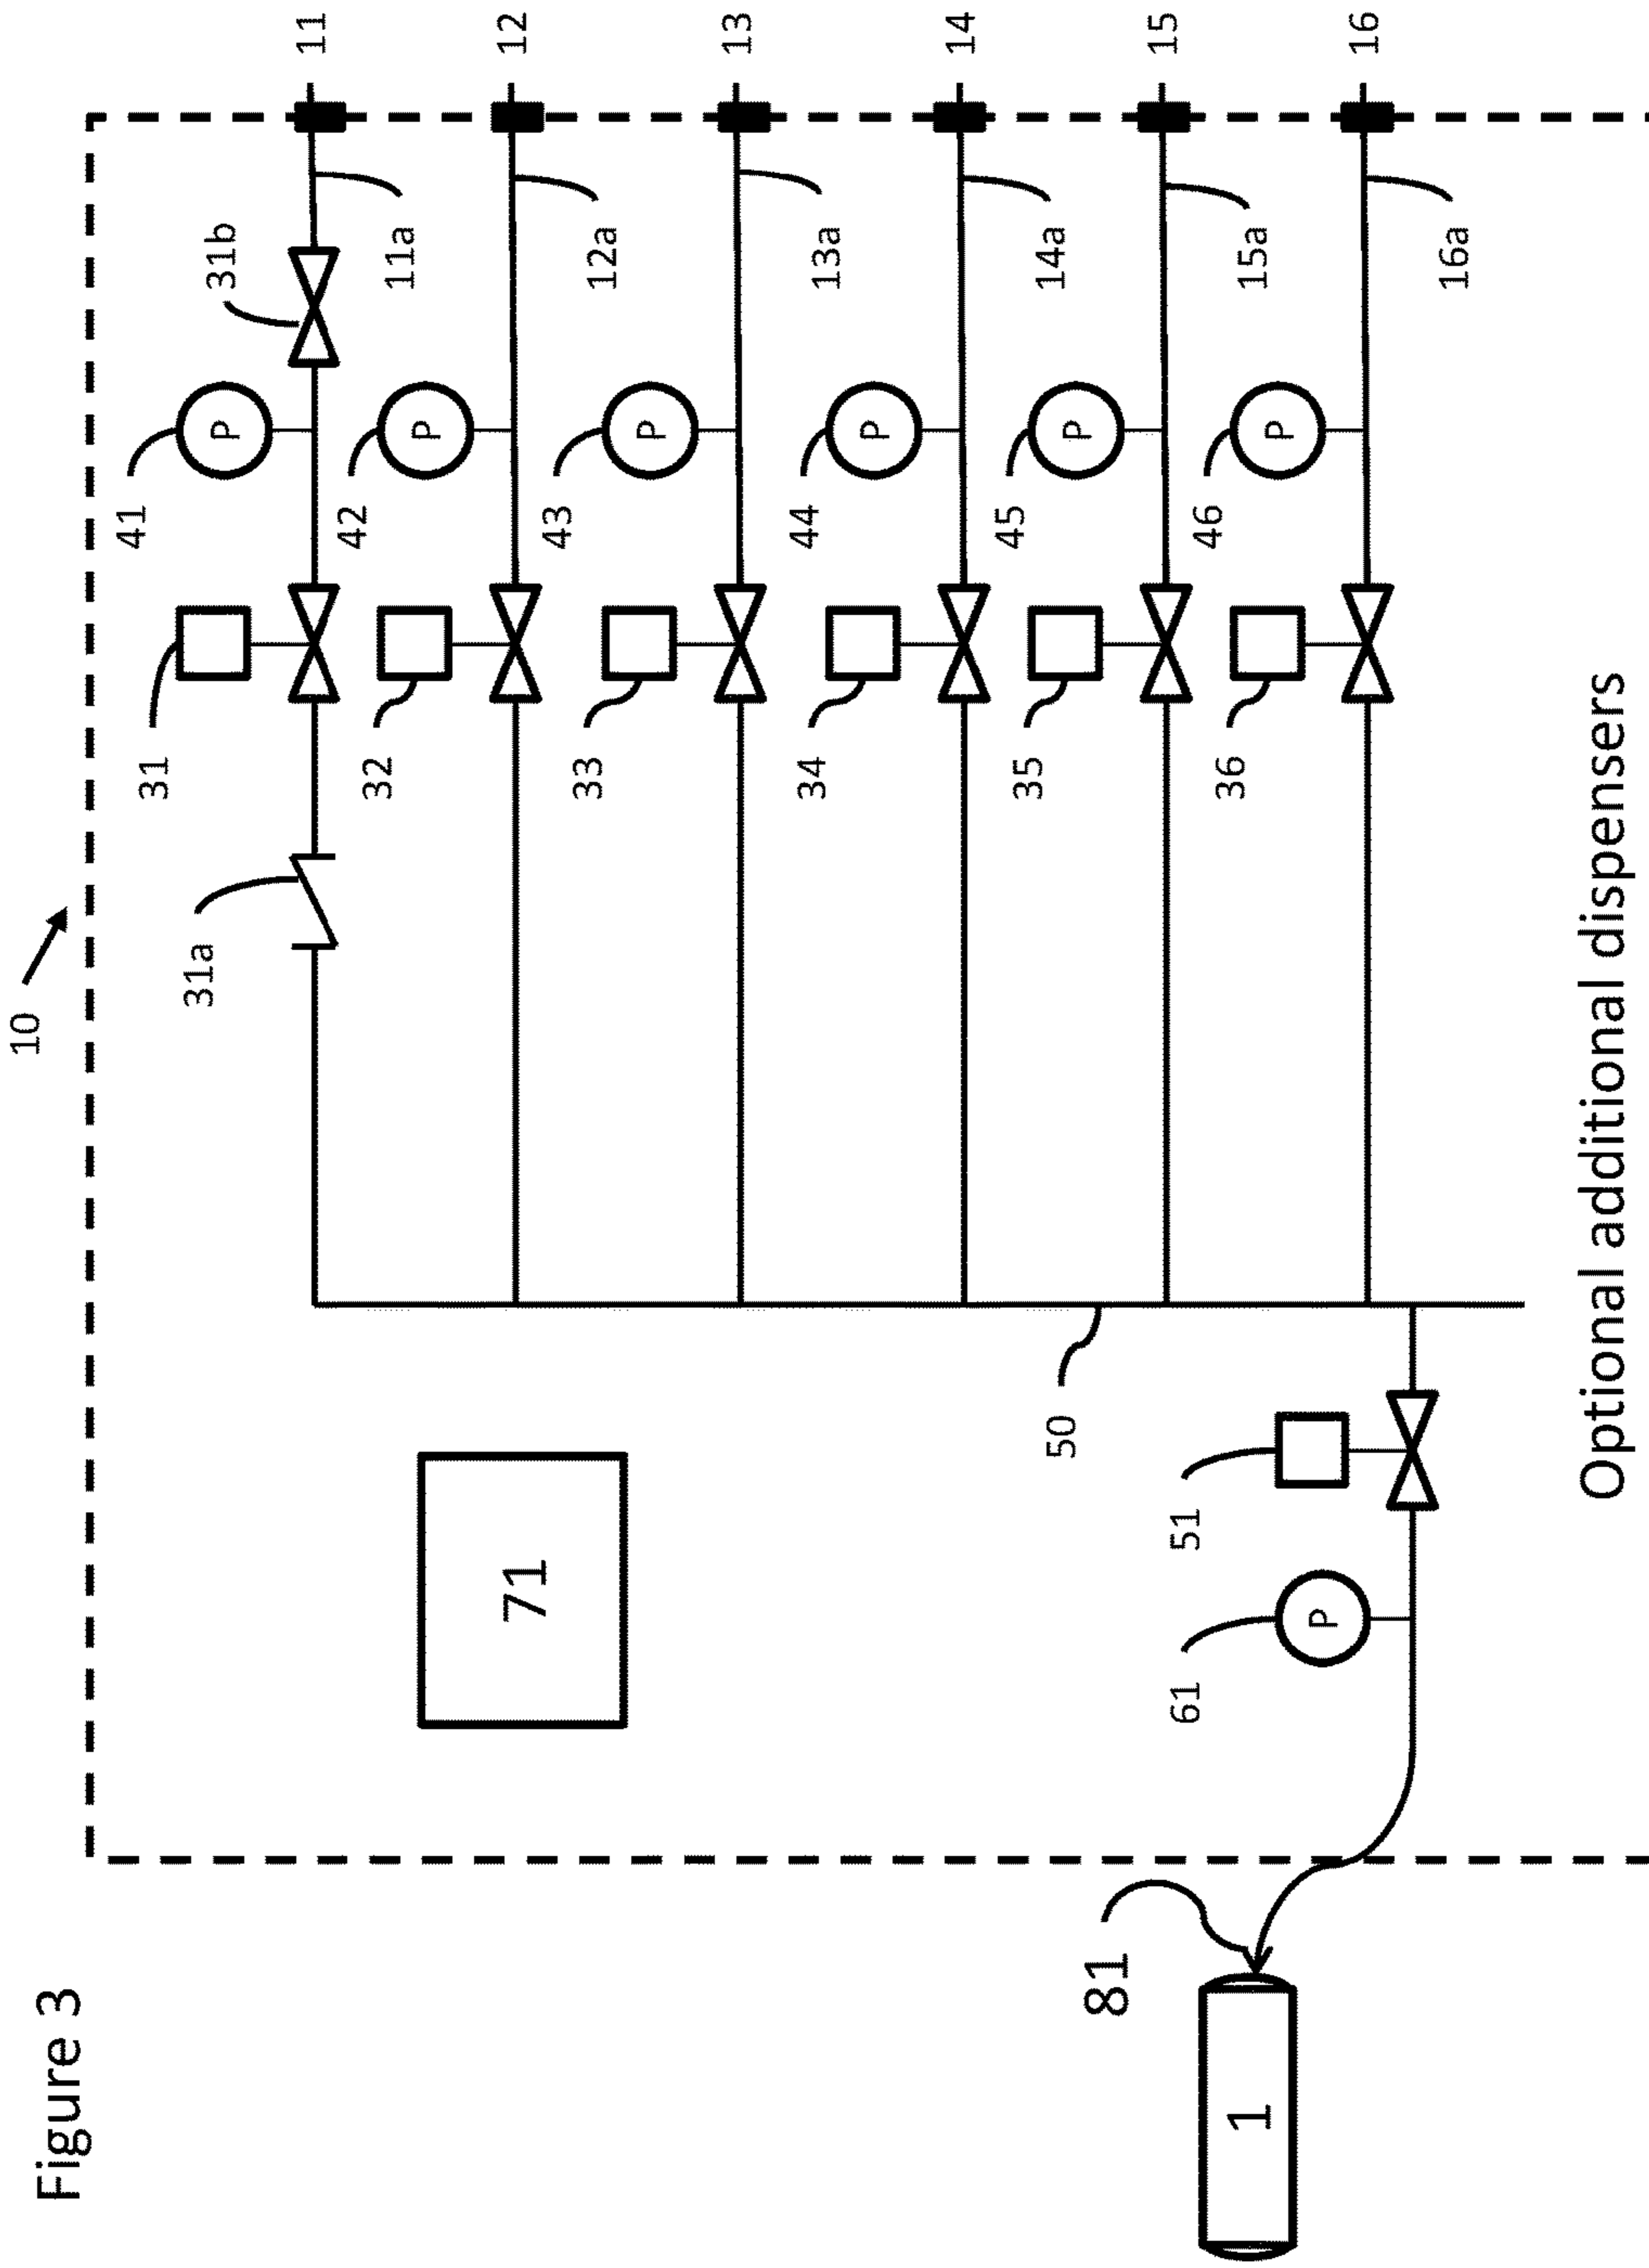 Figure 3
10
41
P
31
31a
31b
11
42
P
32
11a
12
71
43
P
33
12a
13
44
P
34
13a
14
45
P
35
14a
50
81
15
61
P
51
46
P
36
1
15a
16
16a
Optional additional dispensers